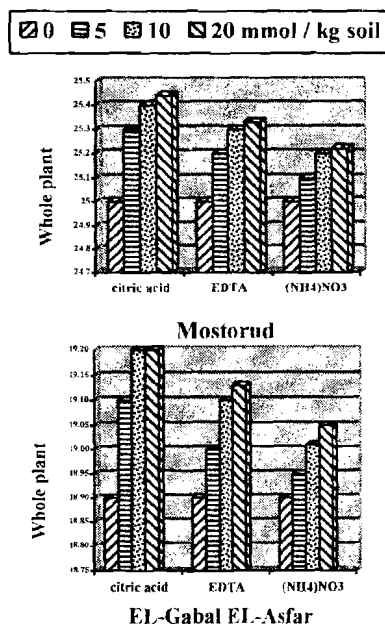 0 5 10 20 mmol / kg soil
Whole plant
25.5
25.4
25.3
25.2
25.1
25
24.9
24.8
24.7
citric acid EDTA (NH4)NO3
Mostorud
Whole plant
19.20
19.15
19.10
19.05
19.00
18.95
18.90
18.85
18.80
18.75
citric acid EDTA (NH4)NO3
EL-Gabal EL-Asfar